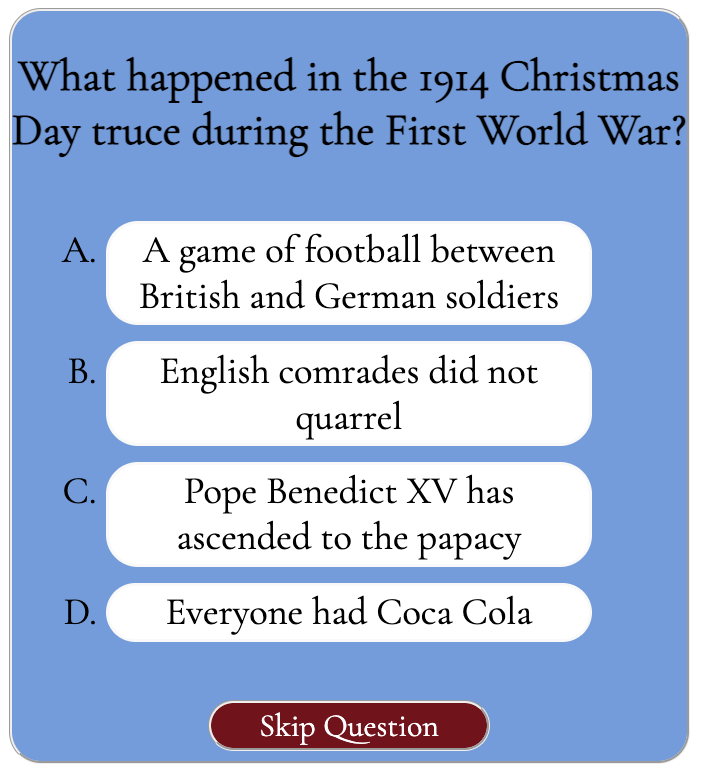 What happened in the 1914 Christmas
Day truce during the First World War?
A. A game of football between
British and German soldiers
B. English comrades did not
quarrel
C. Pope Benedict XV has
ascended to the papacy
D. Everyone had Coca Cola
Skip Question